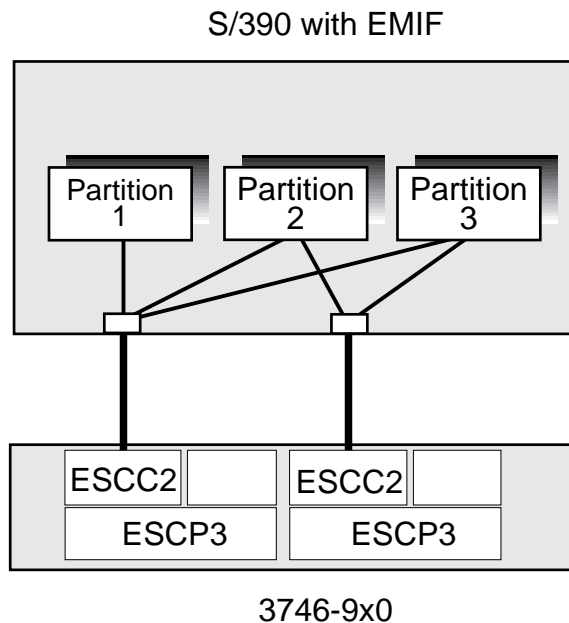 S/390 with EMIF
Partition
1
Partition
2
Partition
3
ESCC2
ESCC2
ESCP3
ESCP3
3746-9x0